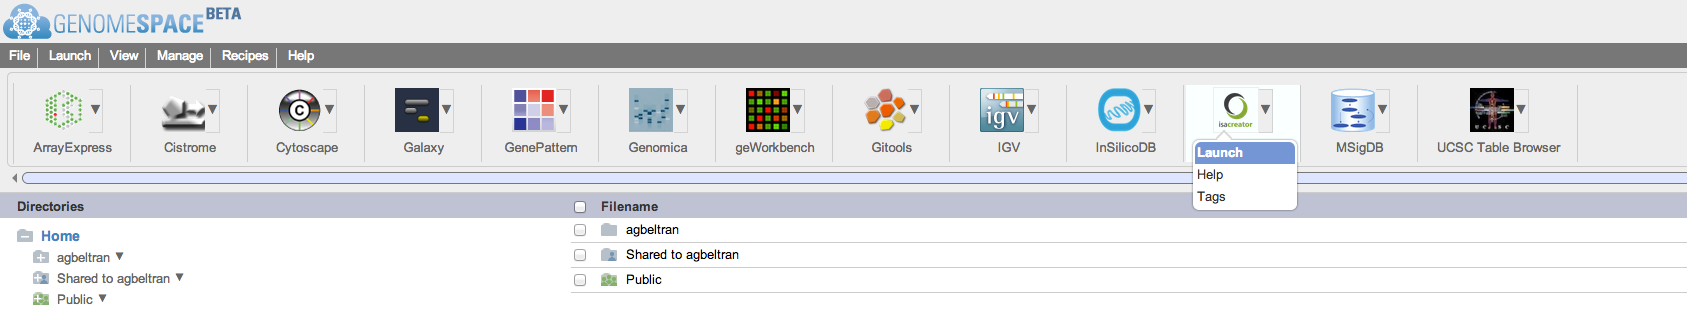 GENOMESPACE BETA
File Launch View Manage Recipes Help
isacreator
ArrayExpress Cistrome Cytoscape Galaxy GenePattern Genomica geWorkbench Gitools IGV InSilicoDB MSigDB UCSC Table Browser
Launch
Help
Tags
Directories Filename
Home
agbeltran
Shared to agbeltran
Public
agbeltran
Shared to agbeltran
Public